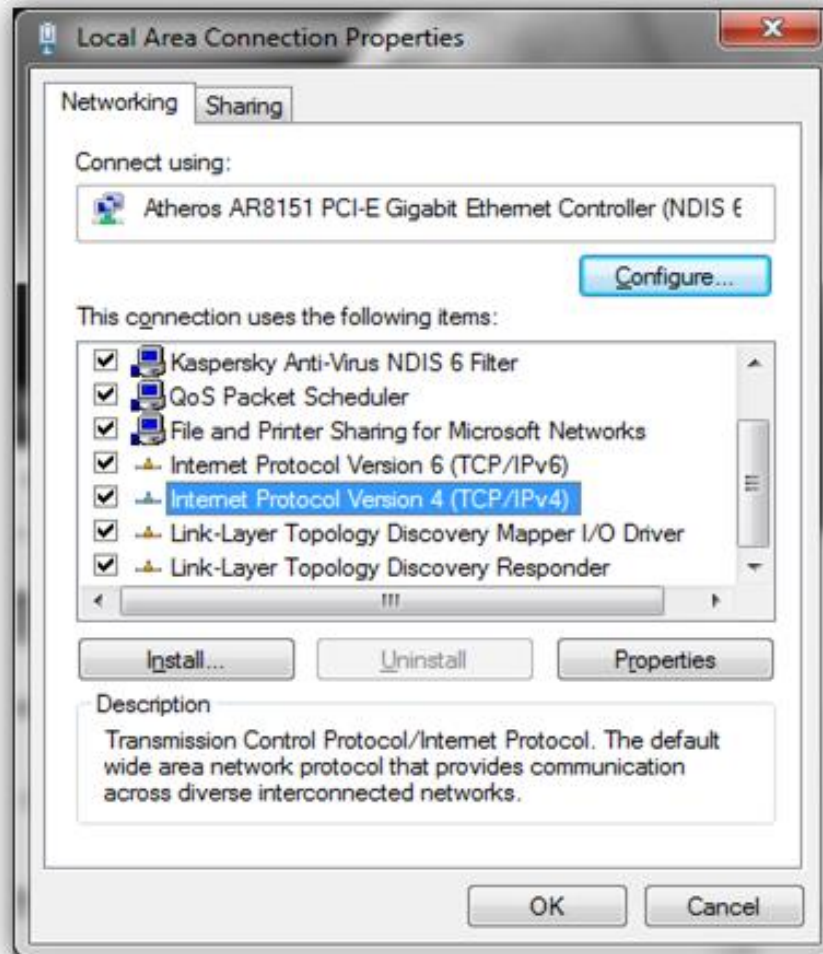 Local Area Connection Properties
Networking
Sharing
Connect using:
Atheros AR8151 PCI-E Gigabit Ethernet Controller (NDIS 6
Configure...
This connection uses the following items:
Kaspersky Anti-Virus NDIS 6 Filter
QoS Packet Scheduler
File and Printer Sharing for Microsoft Networks
Internet Protocol Version 6 (TCP/IPv6)
Internet Protocol Version 4 (TCP/IPv4)
Link-Layer Topology Discovery Mapper I/O Driver
Link-Layer Topology Discovery Responder
Install...
Uninstall
Properties
Description
Transmission Control Protocol/Internet Protocol. The default
wide area network protocol that provides communication
across diverse interconnected networks.
OK
Cancel